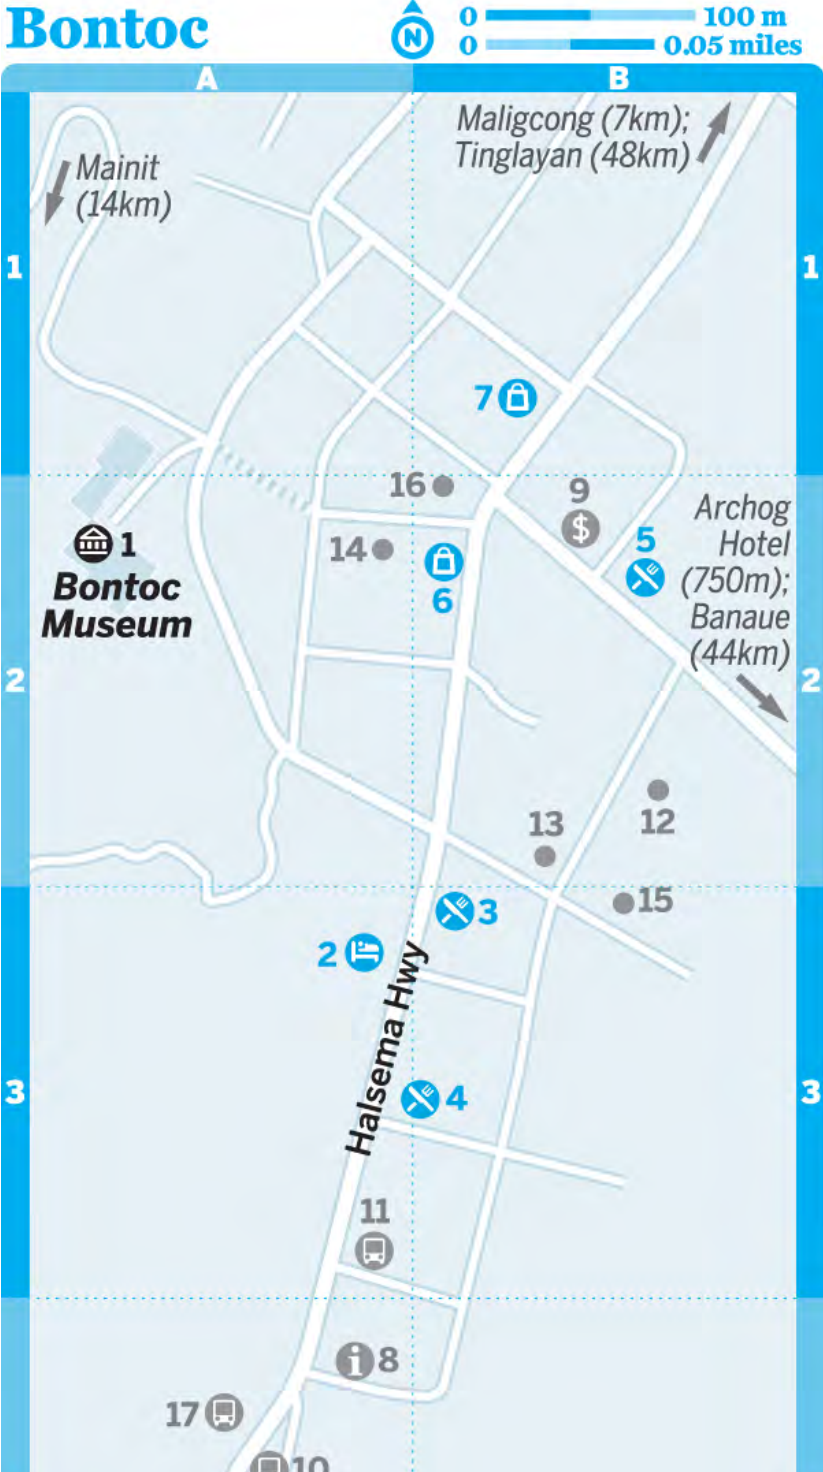 Bontoc
N
0 100 m
0 0.05 miles
A B
Maligcong (7km);
Tinglayan (48km)
Mainit
(14km)
1 1
7
16
9
$
Archog
Hotel
(750m);
Banaue
(44km)
5
14
1
Bontoc
Museum
6
2 2
13
12
15
3
2
Halsema Hwy
3 3
4
11
i 8
17
10